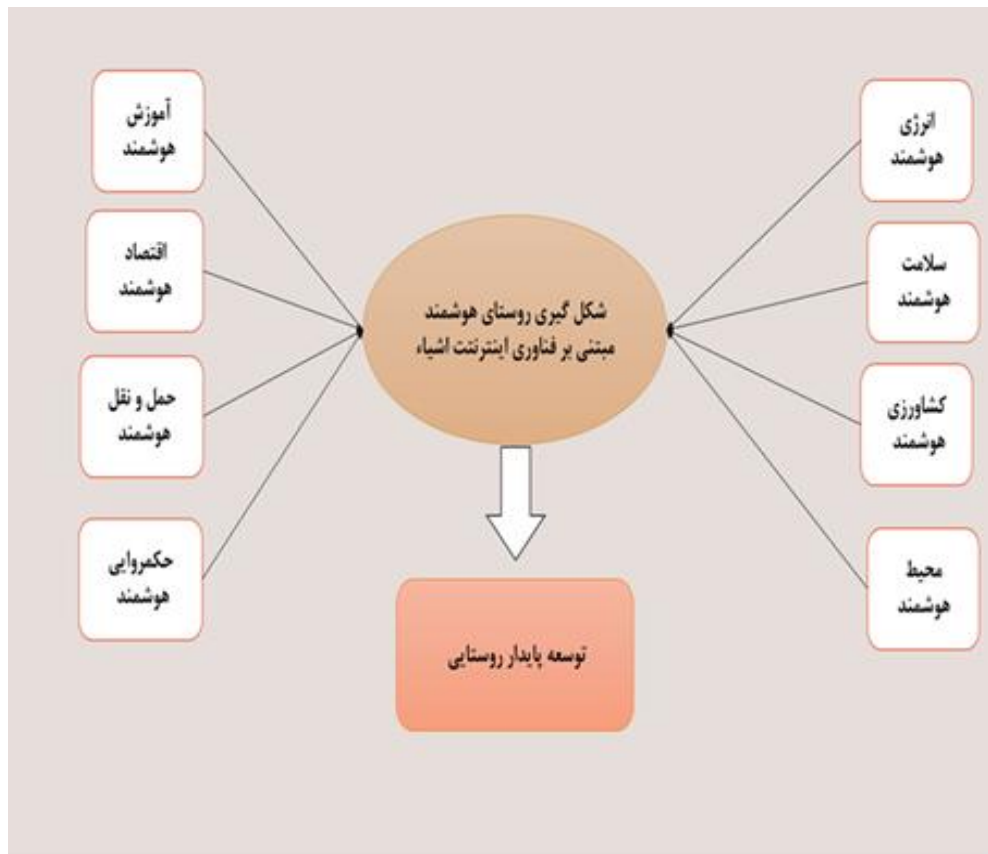 انرژی
هوشمند
سلامت
هوشمند
کشاورزی
هوشمند
محیط
هوشمند
شکل گیری روستای هوشمند
مبتنی بر فناوری اینترنتت اشیاء
توسعه پایدار روستایی
آموزش
هوشمند
اقتصاد
هوشمند
حمل و نقل
هوشمند
حکمروایی
هوشمند